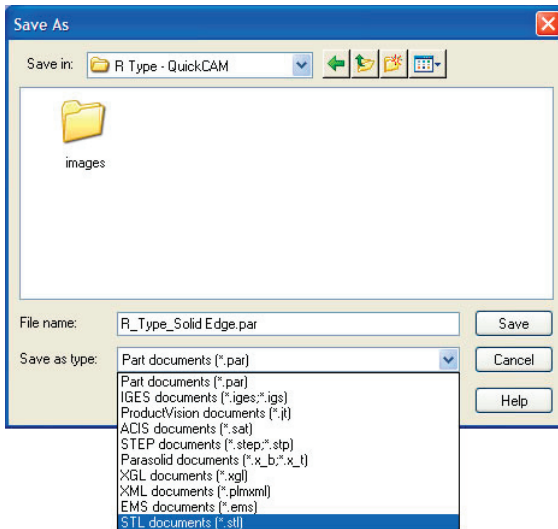 Save As
Save in: R Type - QuickCAM
images
File name: R_Type_Solid Edge.par Save
Save as type: Part documents (*.par) Cancel
Help
Part documents (*.par)
IGES documents (*.iges;*.igs)
ProductVision documents (*.jt)
ACIS documents (*.sat)
STEP documents (*.step;*.stp)
Parasolid documents (*.x_b;*.x_t)
XGL documents (*.xgl)
XML documents (*.plmxml)
EMS documents (*.ems)
STL documents (*.stl)